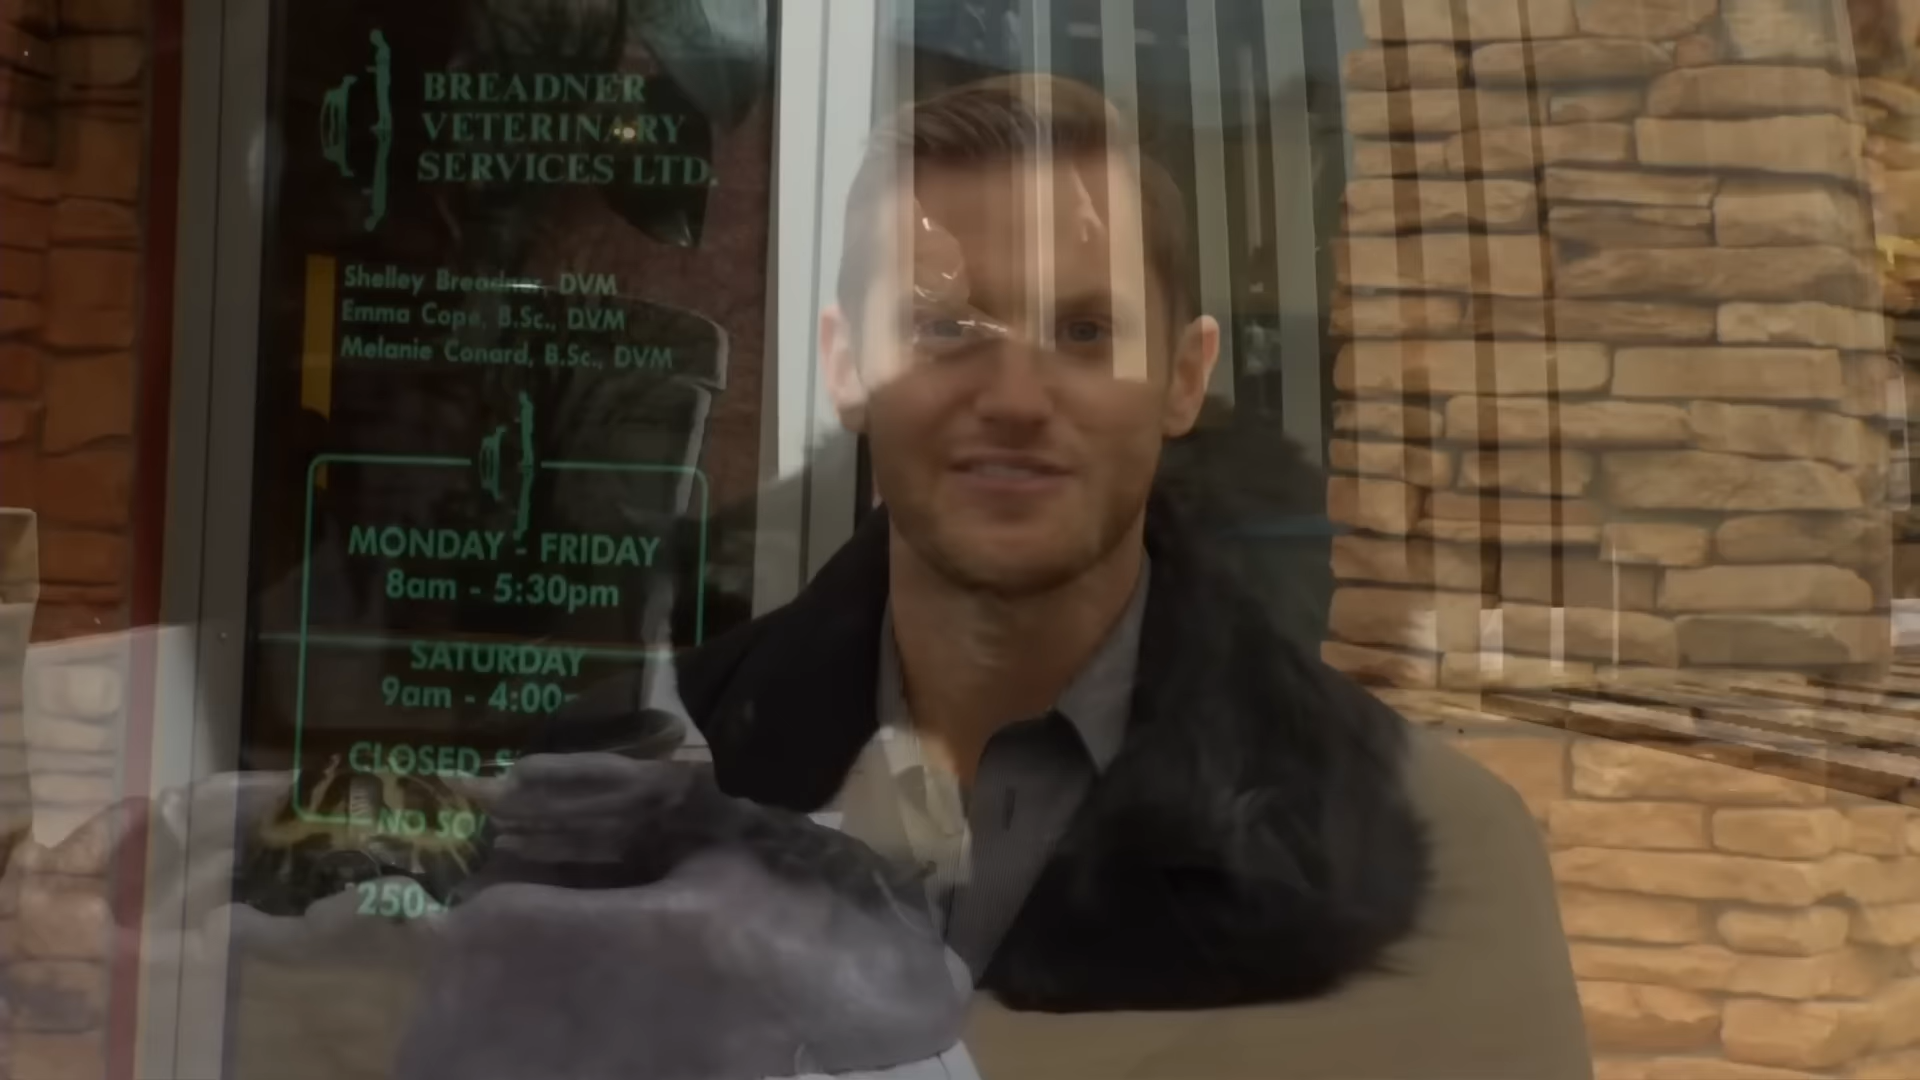 BREADNER
VETERINARY
SERVICES LTD.
Shelley Breadner, DVM
Emma Cope, B.Sc., DVM
Melanie Conard, B.Sc., DVM
MONDAY - FRIDAY
8am - 5:30pm
SATURDAY
9am - 4:00
CLOSED
NO
250-